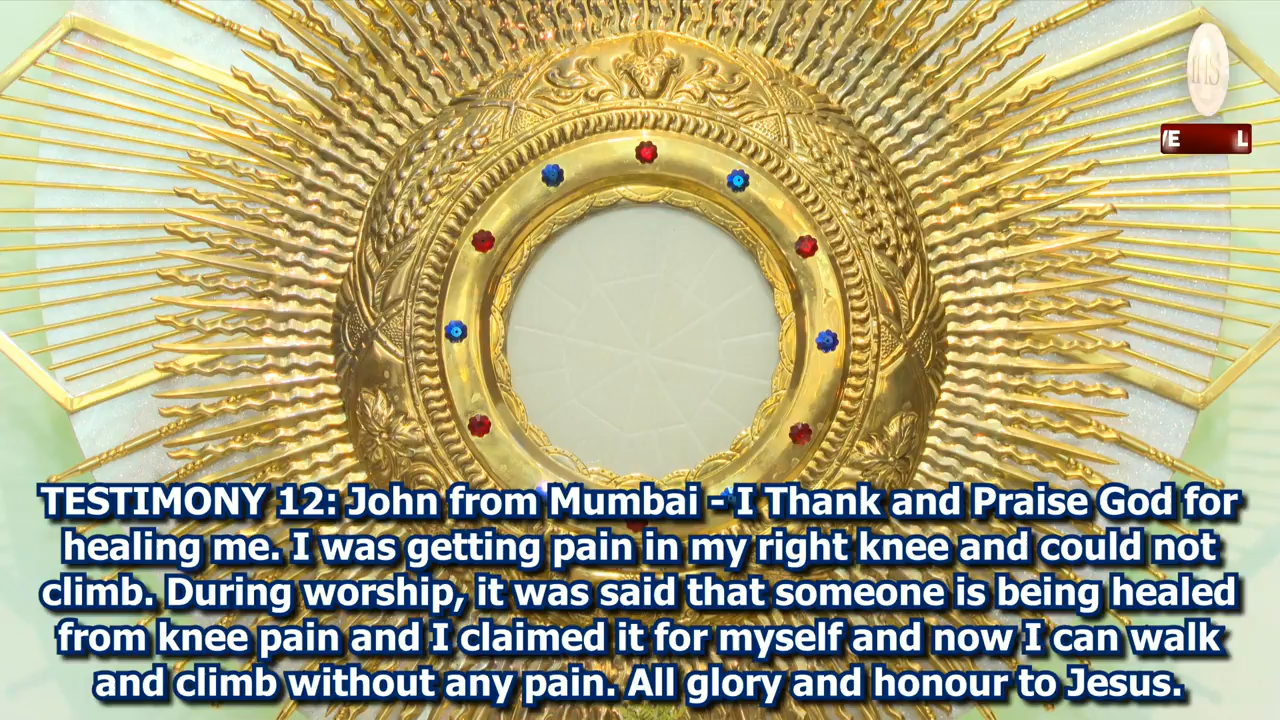 IHS
VE L
TESTIMONY 12: John from Mumbai - I Thank and Praise God for
healing me. I was getting pain in my right knee and could not
climb. During worship, it was said that someone is being healed
from knee pain and I claimed it for myself and now I can walk
and climb without any pain. All glory and honour to Jesus.